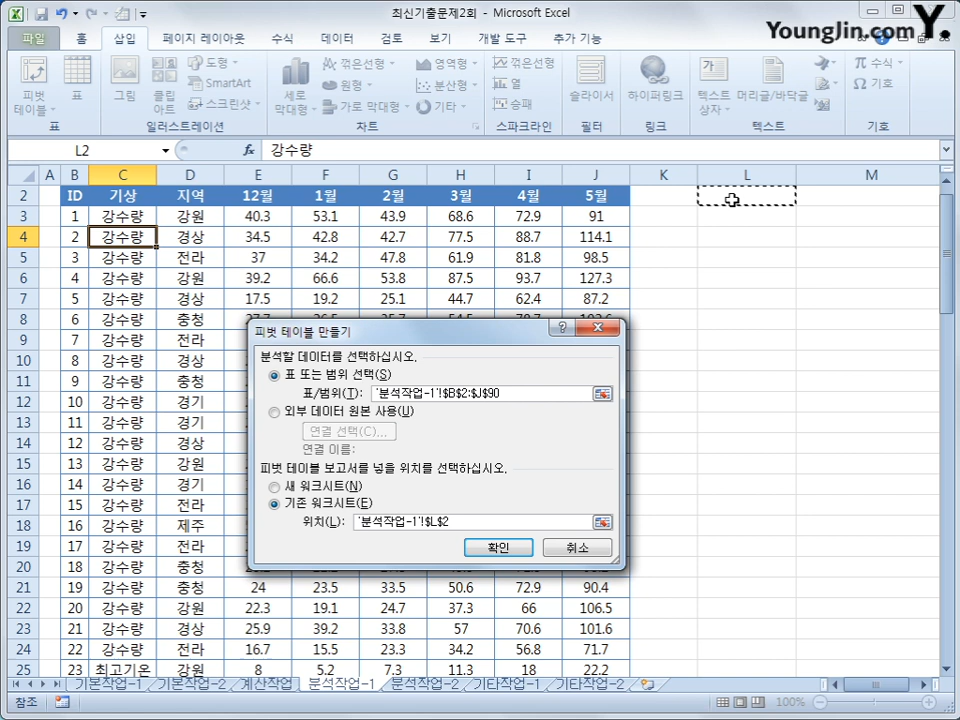 최신기출문제2회 - Microsoft Excel
Younglin.com Y.
파일 홈 삽입 페이지 레이아웃 수식 데이터 검토 보기 개발 도구 추가 기능
피벗 테이블 표 그림 클립 아트 도형 SmartArt 스크린샷 세로 막대형 꺾은선형 원형 가로 막대형 영역형 분산형 기타 꺾은선형 열 승패 슬라이서 하이퍼링크 텍스트 상자 머리글/바닥글 π 수식 Ω 기호
표 일러스트레이션 차트 스파크라인 필터 링크 텍스트 기호
L2 fx 강수량
A B C D E F G H I J K L M
2 ID 기상 지역 12월 1월 2월 3월 4월 5월
3 1 강수량 강원 40.3 53.1 43.9 68.6 72.9 91
4 2 강수량 경상 34.5 42.8 42.7 77.5 88.7 114.1
5 3 강수량 전라 37 34.2 47.8 61.9 81.8 98.5
6 4 강수량 강원 39.2 66.6 53.8 87.5 93.7 127.3
7 5 강수량 경상 17.5 19.2 25.1 44.7 62.4 87.2
8 6 강수량 충청
9 7 강수량 전라
10 8 강수량 경상
11 9 강수량 충청
12 10 강수량 경기
13 11 강수량 경기
14 12 강수량 경상
15 13 강수량 강원
16 14 강수량 경기
17 15 강수량 전라
18 16 강수량 제주
19 17 강수량 전라
20 18 강수량 충청
21 19 강수량 충청 24 23.5 33.5 50.6 72.9 90.4
22 20 강수량 강원 22.3 19.1 24.7 37.3 66 106.5
23 21 강수량 경상 25.9 39.2 33.8 57 70.6 101.6
24 22 강수량 전라 16.7 15.5 23.3 34.2 56.8 71.7
25 23 최고기온 강원 8 5.2 7.3 11.3 18 22.2
피벗 테이블 만들기
분석할 데이터를 선택하십시오.
표 또는 범위 선택(S)
표/범위(T): '분석작업-1'!$B$2:$J$90
외부 데이터 원본 사용(U)
연결 선택(C)...
연결 이름:
피벗 테이블 보고서를 넣을 위치를 선택하십시오.
새 워크시트(N)
기존 워크시트(E)
위치(L): '분석작업-1'!$L$2
확인 취소
기본작업-1 기본작업-2 계산작업 분석작업-1 분석작업-2 기타작업-1 기타작업-2
참조 100%